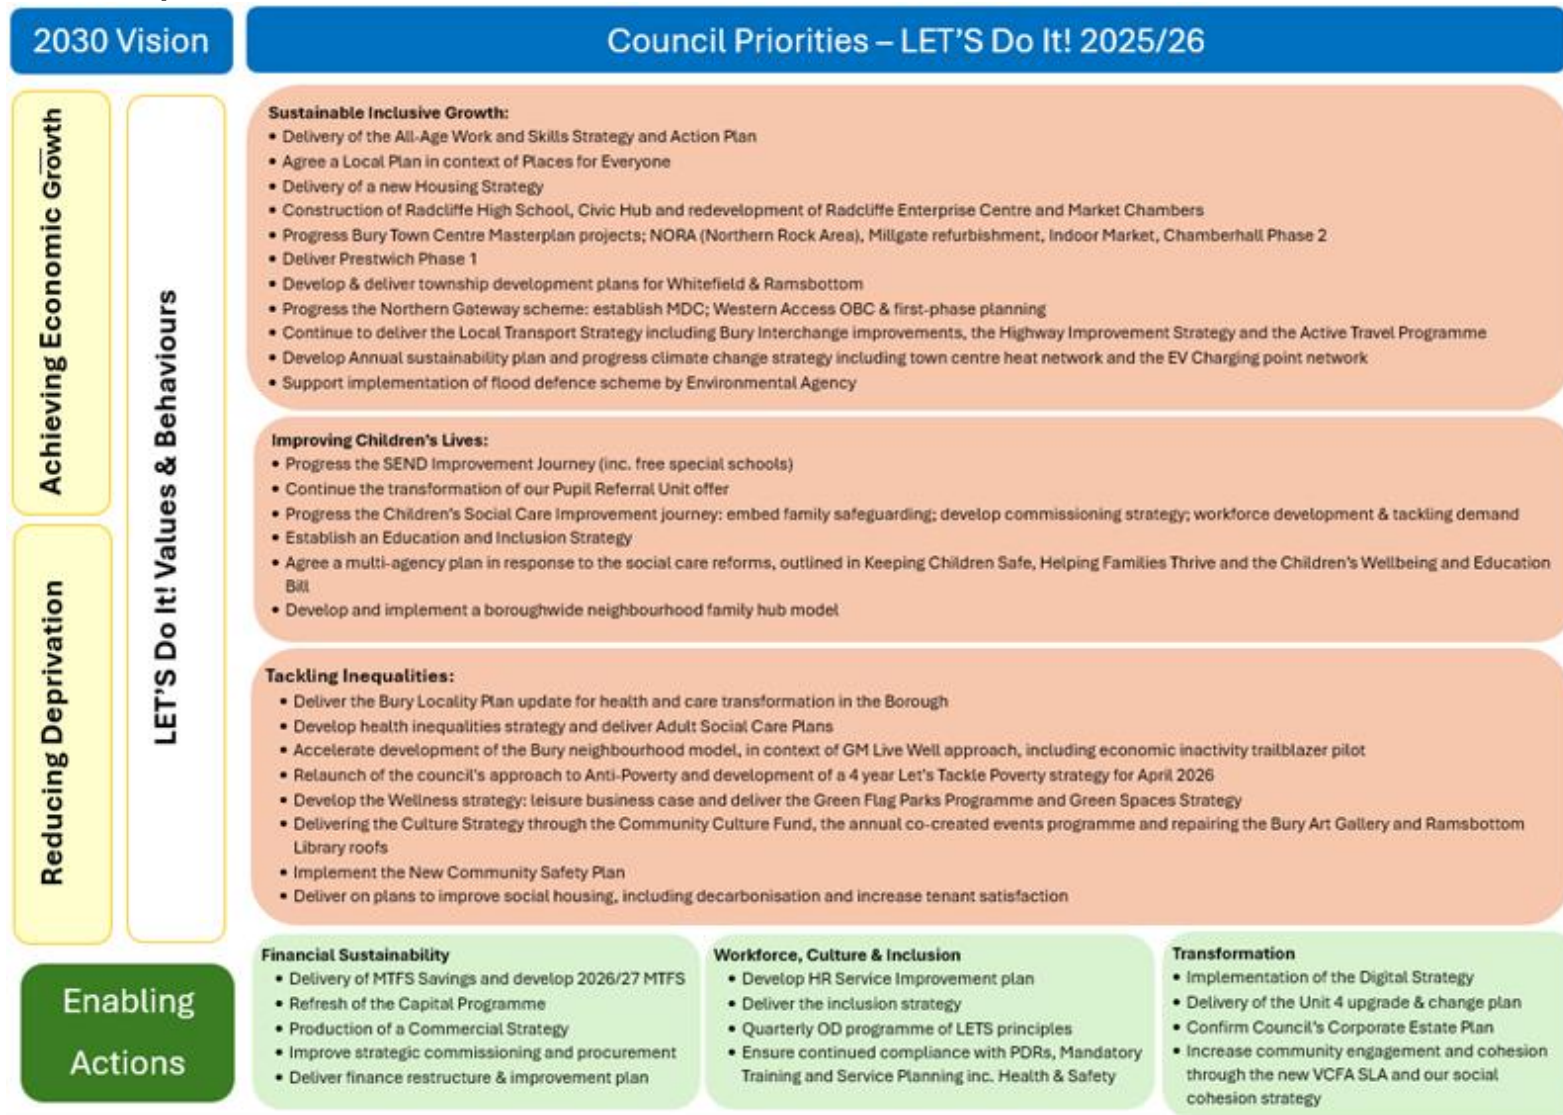 2030 Vision
Council Priorities – LET'S Do It! 2025/26
Achieving Economic Growth
Reducing Deprivation
LET'S Do It! Values & Behaviours
Sustainable Inclusive Growth:
• Delivery of the All-Age Work and Skills Strategy and Action Plan
• Agree a Local Plan in context of Places for Everyone
• Delivery of a new Housing Strategy
• Construction of Radcliffe High School, Civic Hub and redevelopment of Radcliffe Enterprise Centre and Market Chambers
• Progress Bury Town Centre Masterplan projects; NORA (Northern Rock Area), Millgate refurbishment, Indoor Market, Chamberhall Phase 2
• Deliver Prestwich Phase 1
• Develop & deliver township development plans for Whitefield & Ramsbottom
• Progress the Northern Gateway scheme: establish MDC; Western Access OBC & first-phase planning
• Continue to deliver the Local Transport Strategy including Bury Interchange improvements, the Highway Improvement Strategy and the Active Travel Programme
• Develop Annual sustainability plan and progress climate change strategy including town centre heat network and the EV Charging point network
• Support implementation of flood defence scheme by Environmental Agency
Improving Children's Lives:
• Progress the SEND Improvement Journey (inc. free special schools)
• Continue the transformation of our Pupil Referral Unit offer
• Progress the Children's Social Care Improvement journey: embed family safeguarding; develop commissioning strategy; workforce development & tackling demand
• Establish an Education and Inclusion Strategy
• Agree a multi-agency plan in response to the social care reforms, outlined in Keeping Children Safe, Helping Families Thrive and the Children's Wellbeing and Education
Bill
• Develop and implement a boroughwide neighbourhood family hub model
Tackling Inequalities:
• Deliver the Bury Locality Plan update for health and care transformation in the Borough
• Develop health inequalities strategy and deliver Adult Social Care Plans
• Accelerate development of the Bury neighbourhood model, in context of GM Live Well approach, including economic inactivity trailblazer pilot
• Relaunch of the council's approach to Anti-Poverty and development of a 4 year Let's Tackle Poverty strategy for April 2026
• Develop the Wellness strategy: leisure business case and deliver the Green Flag Parks Programme and Green Spaces Strategy
• Delivering the Culture Strategy through the Community Culture Fund, the annual co-created events programme and repairing the Bury Art Gallery and Ramsbottom
Library roofs
• Implement the New Community Safety Plan
• Deliver on plans to improve social housing, including decarbonisation and increase tenant satisfaction
Enabling
Actions
Financial Sustainability
• Delivery of MTFS Savings and develop 2026/27 MTFS
• Refresh of the Capital Programme
• Production of a Commercial Strategy
• Improve strategic commissioning and procurement
• Deliver finance restructure & improvement plan
Workforce, Culture & Inclusion
• Develop HR Service Improvement plan
• Deliver the inclusion strategy
• Quarterly OD programme of LETS principles
• Ensure continued compliance with PDRs, Mandatory
Training and Service Planning inc. Health & Safety
Transformation
• Implementation of the Digital Strategy
• Delivery of the Unit 4 upgrade & change plan
• Confirm Council's Corporate Estate Plan
• Increase community engagement and cohesion
through the new VCFA SLA and our social
cohesion strategy